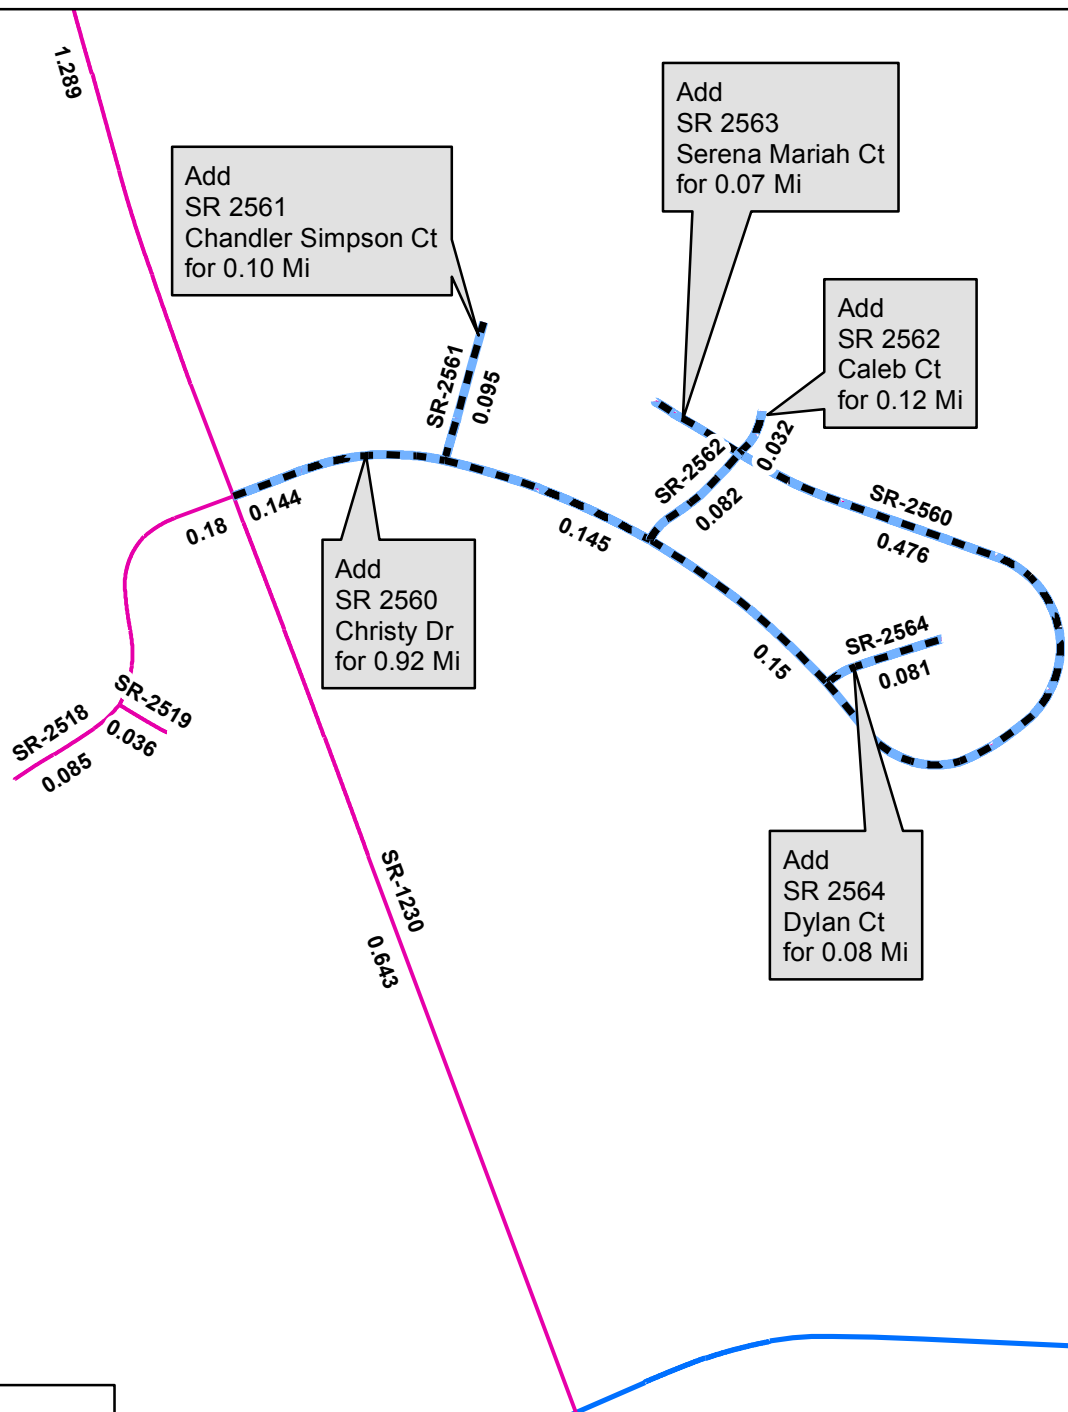 1.289
Add
SR 2563
Serena Mariah Ct
for 0.07 Mi
Add
SR 2561
Chandler Simpson Ct
for 0.10 Mi
Add
SR 2562
Caleb Ct
for 0.12 Mi
SR-2561
0.095
SR-2562
0.032
0.082
SR-2560
0.476
0.18
0.144
0.145
Add
SR 2560
Christy Dr
for 0.92 Mi
0.15
SR-2564
0.081
SR-2519
0.036
SR-2518
0.085
Add
SR 2564
Dylan Ct
for 0.08 Mi
SR-1230
0.643